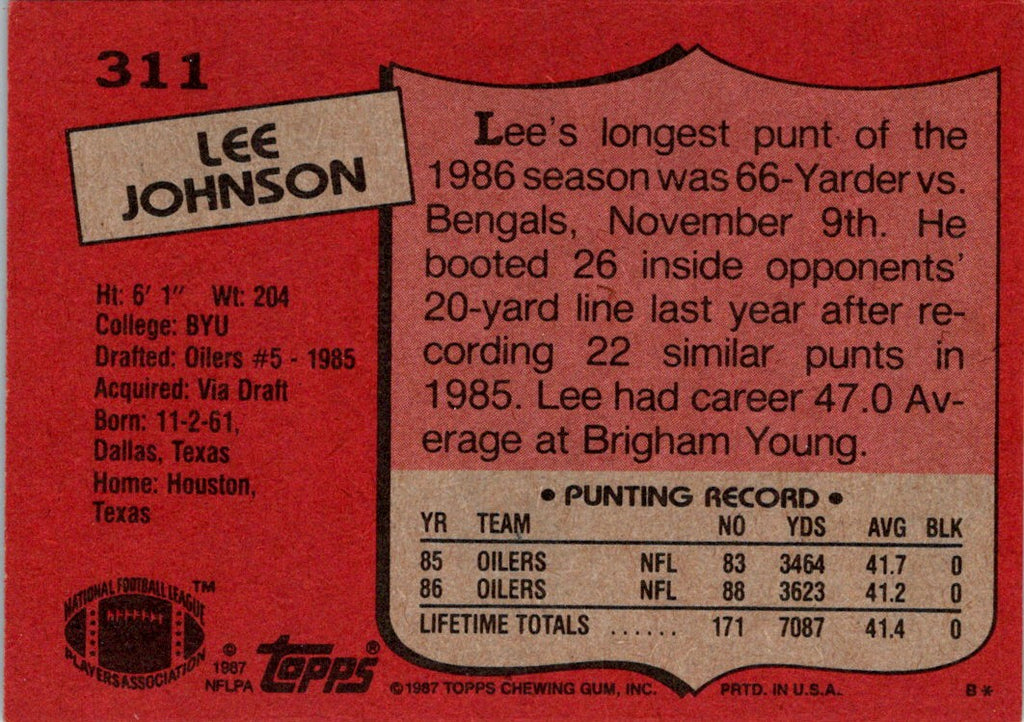 311
LEE
JOHNSON
Ht: 6' 1" Wt: 204
College: BYU
Drafted: Oilers #5 - 1985
Acquired: Via Draft
Born: 11-2-61,
Dallas, Texas
Home: Houston,
Texas
Lee's longest punt of the
1986 season was 66-Yarder vs.
Bengals, November 9th. He
booted 26 inside opponents'
20-yard line last year after re-
cording 22 similar punts in
1985. Lee had career 47.0 Av-
erage at Brigham Young.
• PUNTING RECORD •
YR TEAM NO YDS AVG BLK
85 OILERS NFL 83 3464 41.7 0
86 OILERS NFL 88 3623 41.2 0
LIFETIME TOTALS ...... 171 7087 41.4 0
NATIONAL FOOTBALL LEAGUE ™
PLAYERS ASSOCIATION
©
1987
NFLPA
topps®
©1987 TOPPS CHEWING GUM, INC. PRTD. IN U.S.A. B*